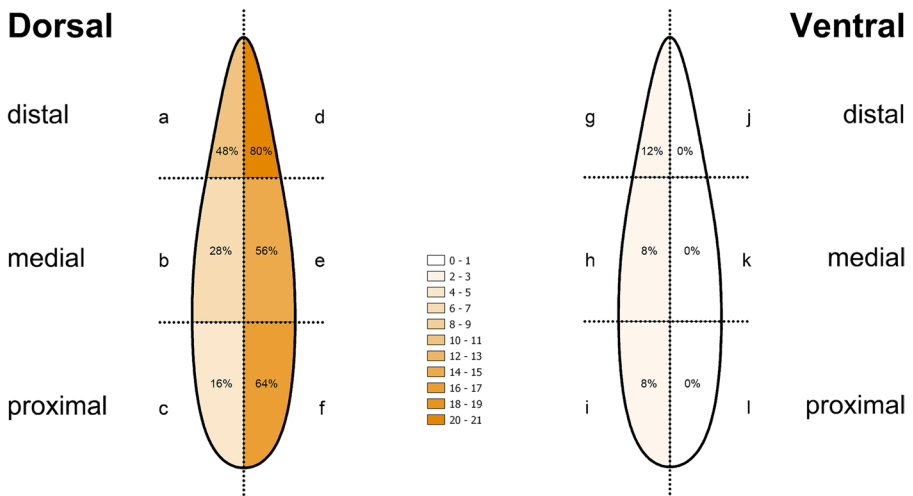 Dorsal
Ventral
distal
a
d
g
j
distal
48%
80%
12%
0%
medial
b
28%
56%
e
h
8%
0%
k
medial
0 - 1
2 - 3
4 - 5
6 - 7
8 - 9
10 - 11
12 - 13
14 - 15
16 - 17
18 - 19
20 - 21
proximal
c
16%
64%
f
i
8%
0%
l
proximal